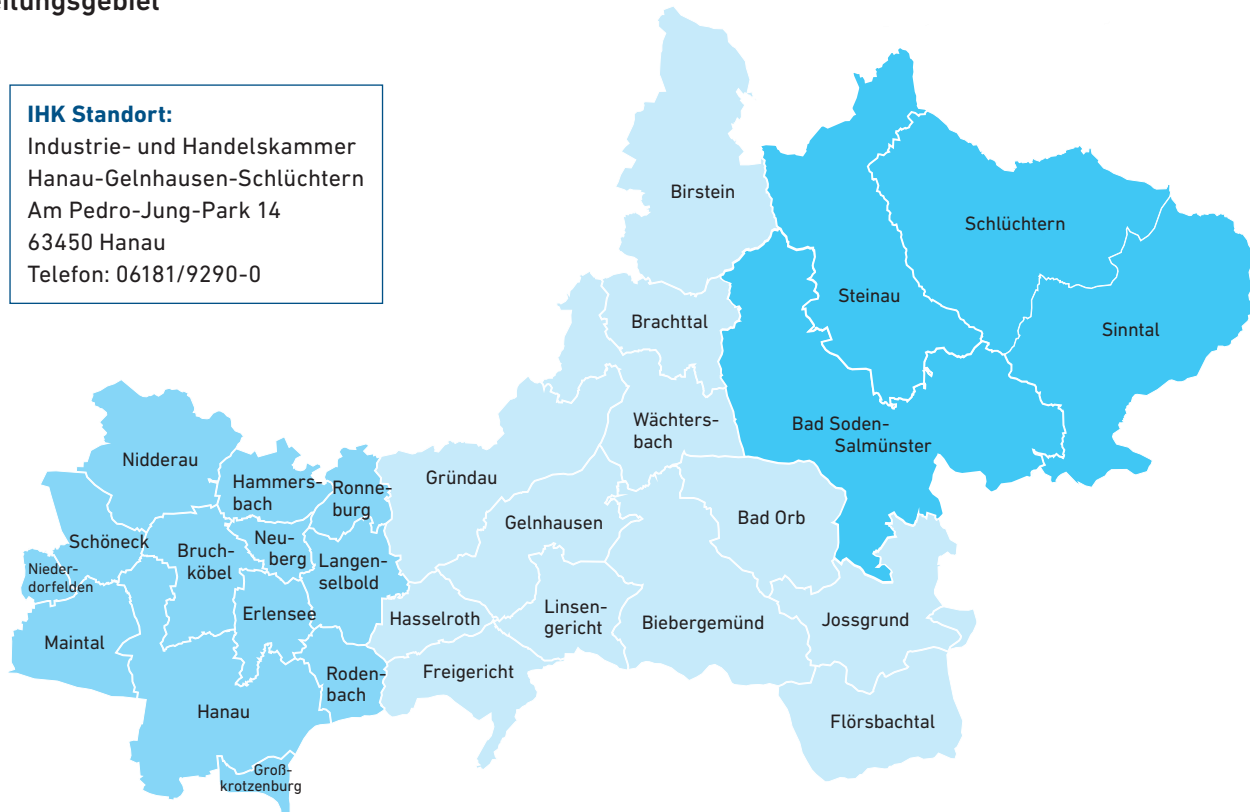 IHK Standort:
Industrie- und Handelskammer
Hanau-Gelnhausen-Schlüchtern
Am Pedro-Jung-Park 14
63450 Hanau
Telefon: 06181/9290-0
Birstein
Schlüchtern
Steinau
Sinntal
Brachttal
Wächters-
bach
Bad Soden-
Salmünster
Nidderau
Hammers-
bach
Ronne-
burg
Gründau
Gelnhausen
Bad Orb
Schöneck
Bruch-
köbel
Neu-
berg
Langen-
selbold
Nieder-
dorfelden
Erlensee
Hasselroth
Linsen-
gericht
Biebergemünd
Jossgrund
Maintal
Roden-
bach
Freigericht
Hanau
Flörsbachtal
Groß-
krotzenburg